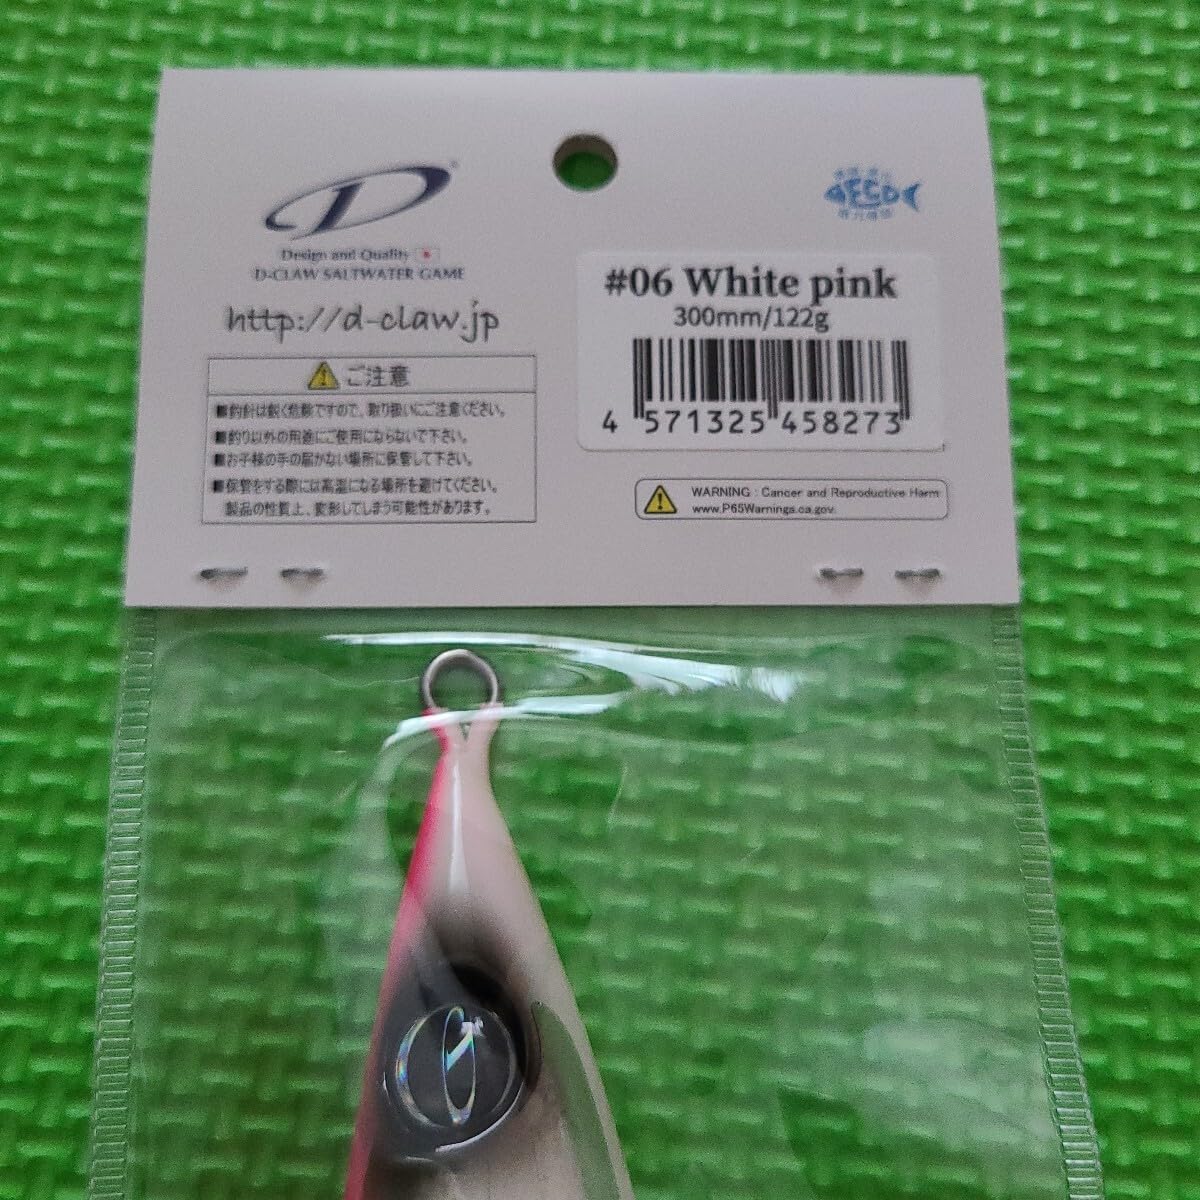 D
Design and Quality
D-CLAW SALTWATER GAME
http://d-claw.jp
ご注意
■釣針は鋭く危険ですので、取り扱いにご注意ください。
■釣り以外の用途にご使用にならないで下さい。
■お子様の手の届かない場所に保管して下さい。
■保管をする際には高温になる場所を避けてください。
製品の性質上、変形してしまう可能性があります。
ECO
#06 White pink
300mm/122g
4 571325 458273
WARNING : Cancer and Reproductive Harm
www.P65Warnings.ca.gov.